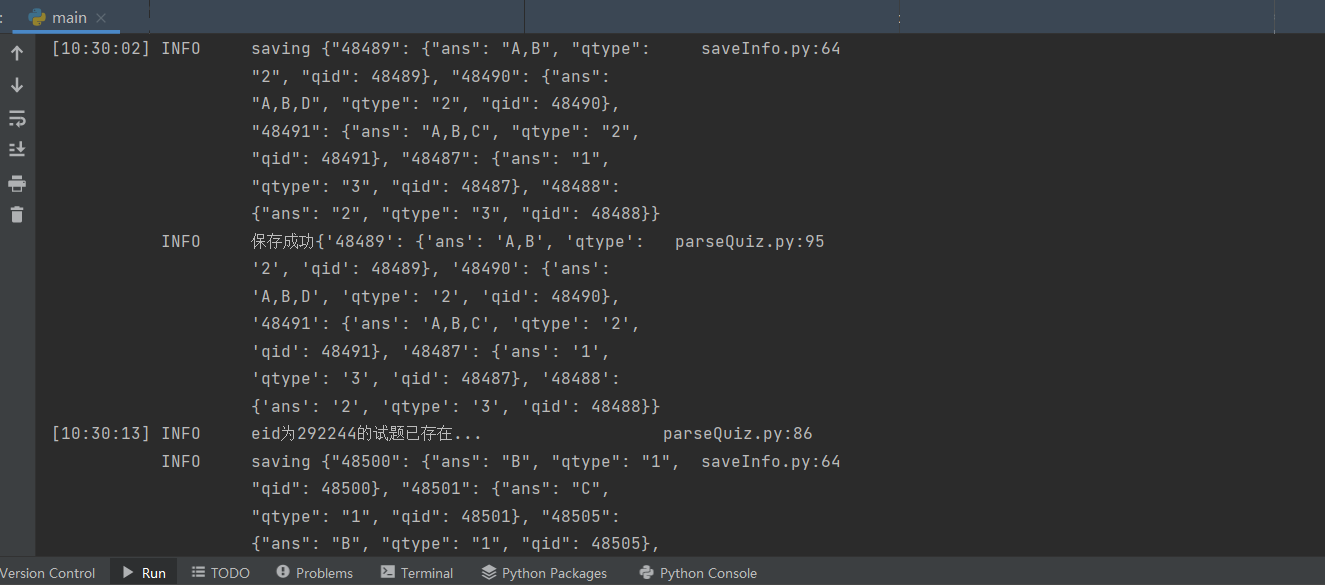 : main
[10:30:02] INFO saving {"48489": {"ans": "A,B", "qtype": saveInfo.py:64
"2", "qid": 48489}, "48490": {"ans":
"A,B,D", "qtype": "2", "qid": 48490},
"48491": {"ans": "A,B,C", "qtype": "2",
"qid": 48491}, "48487": {"ans": "1",
"qtype": "3", "qid": 48487}, "48488":
{"ans": "2", "qtype": "3", "qid": 48488}}
INFO 保存成功{'48489': {'ans': 'A,B', 'qtype': parseQuiz.py:95
'2', 'qid': 48489}, '48490': {'ans':
'A,B,D', 'qtype': '2', 'qid': 48490},
'48491': {'ans': 'A,B,C', 'qtype': '2',
'qid': 48491}, '48487': {'ans': '1',
'qtype': '3', 'qid': 48487}, '48488':
{'ans': '2', 'qtype': '3', 'qid': 48488}}
[10:30:13] INFO eid为292244的试题已存在... parseQuiz.py:86
INFO saving {"48500": {"ans": "B", "qtype": "1", saveInfo.py:64
"qid": 48500}, "48501": {"ans": "C",
"qtype": "1", "qid": 48501}, "48505":
{"ans": "B", "qtype": "1", "qid": 48505},
Version Control Run TODO Problems Terminal Python Packages Python Console